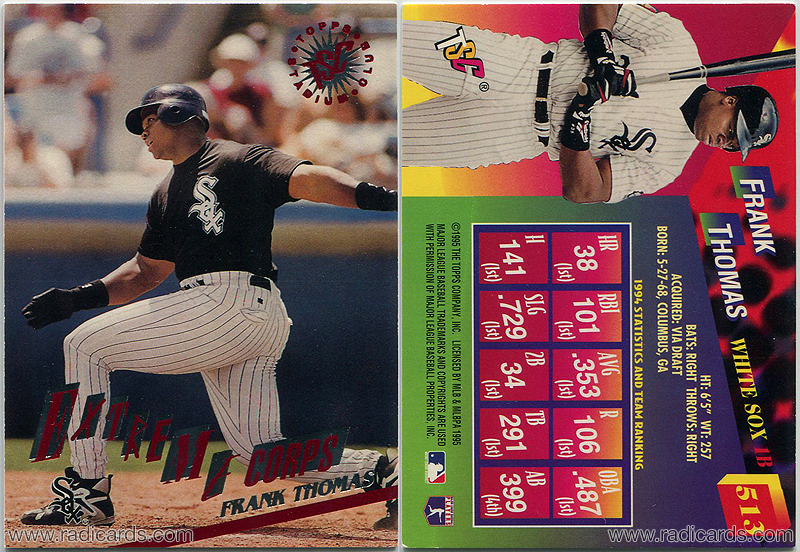 TOPPS STADIUM CLUB
TSC
Sox
EXTREME CORPS
FRANK THOMAS
Sox
www.radicards.com
TSC®
Sox
FRANK THOMAS WHITE SOX 1B 513
HT: 6'5" WT: 257
BATS: RIGHT THROWS: RIGHT
ACQUIRED: VIA DRAFT
BORN: 5-27-68, COLUMBUS, GA
1994 STATISTICS AND TEAM RANKING
HR RBI AVG R OBA
38 101 .353 106 .487
(1st) (1st) (1st) (1st) (1st)
H SLG 2B TB AB
141 .729 34 291 399
(1st) (1st) (1st) (1st) (4th)
©1995 THE TOPPS COMPANY, INC. LICENSED BY MLB & MLBPA 1995
MAJOR LEAGUE BASEBALL TRADEMARKS AND COPYRIGHTS ARE USED
WITH PERMISSION OF MAJOR LEAGUE BASEBALL PROPERTIES, INC.
www.radicards.com